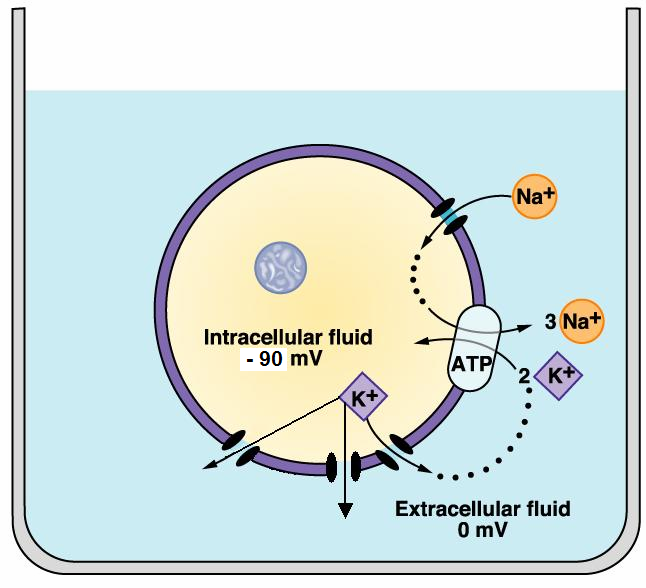 Na+
3 Na+
Intracellular fluid
- 90 mV
ATP
2 K+
K+
Extracellular fluid
0 mV